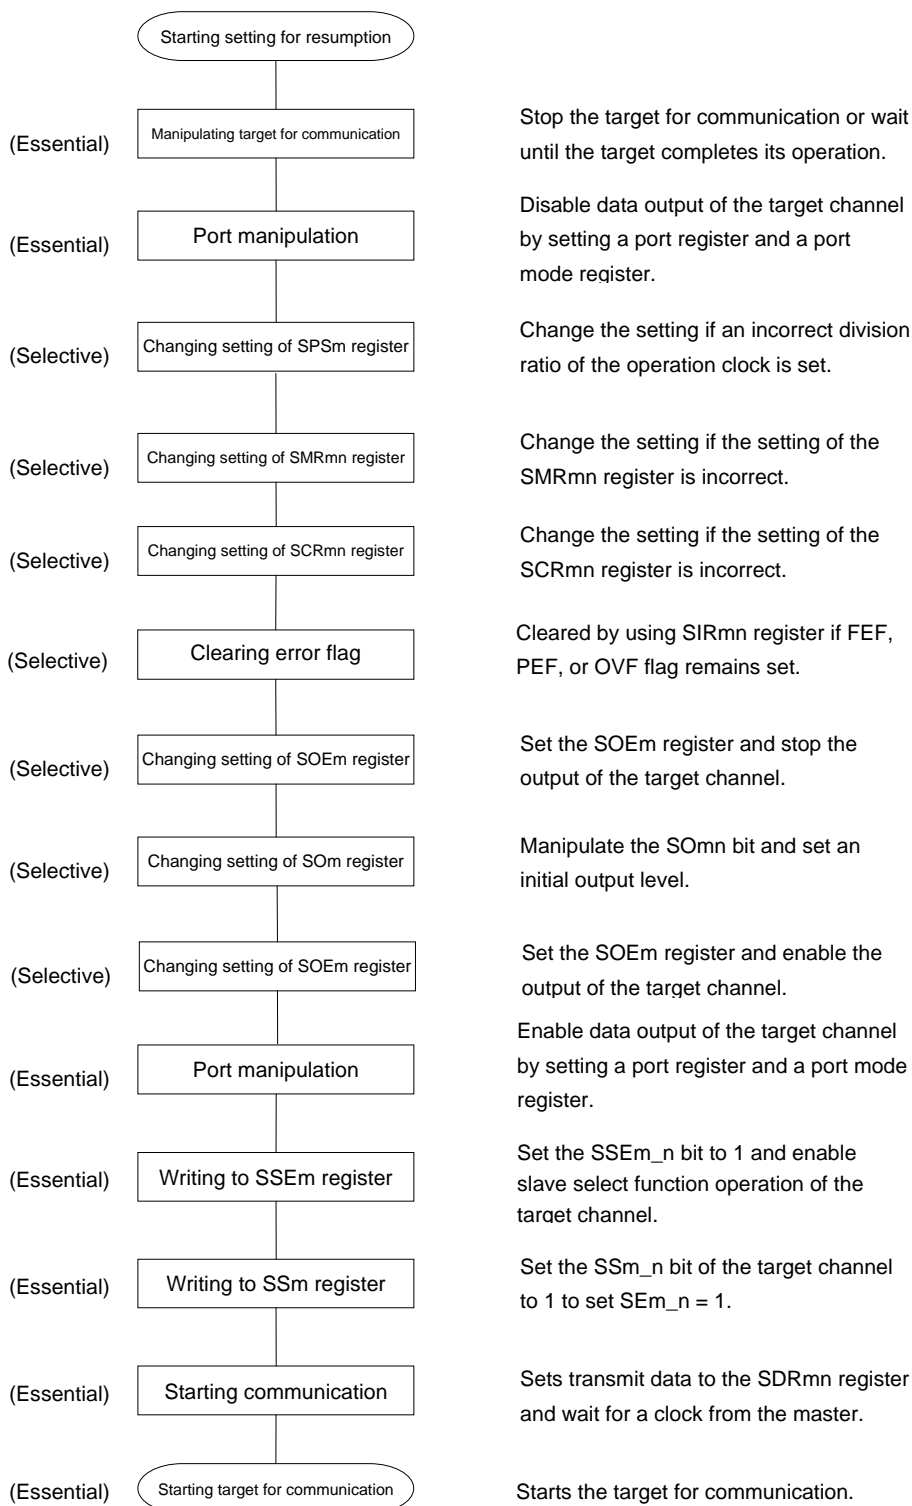 Starting setting for resumption
(Essential)
Manipulating target for communication
Stop the target for communication or wait
until the target completes its operation.
(Essential)
Port manipulation
Disable data output of the target channel
by setting a port register and a port
mode register.
(Selective)
Changing setting of SPSm register
Change the setting if an incorrect division
ratio of the operation clock is set.
(Selective)
Changing setting of SMRmn register
Change the setting if the setting of the
SMRmn register is incorrect.
(Selective)
Changing setting of SCRmn register
Change the setting if the setting of the
SCRmn register is incorrect.
(Selective)
Clearing error flag
Cleared by using SIRmn register if FEF,
PEF, or OVF flag remains set.
(Selective)
Changing setting of SOEm register
Set the SOEm register and stop the
output of the target channel.
(Selective)
Changing setting of SOm register
Manipulate the SOmn bit and set an
initial output level.
(Selective)
Changing setting of SOEm register
Set the SOEm register and enable the
output of the target channel.
(Essential)
Port manipulation
Enable data output of the target channel
by setting a port register and a port mode
register.
(Essential)
Writing to SSEm register
Set the SSEm_n bit to 1 and enable
slave select function operation of the
target channel.
(Essential)
Writing to SSm register
Set the SSm_n bit of the target channel
to 1 to set SEm_n = 1.
(Essential)
Starting communication
Sets transmit data to the SDRmn register
and wait for a clock from the master.
(Essential)
Starting target for communication
Starts the target for communication.